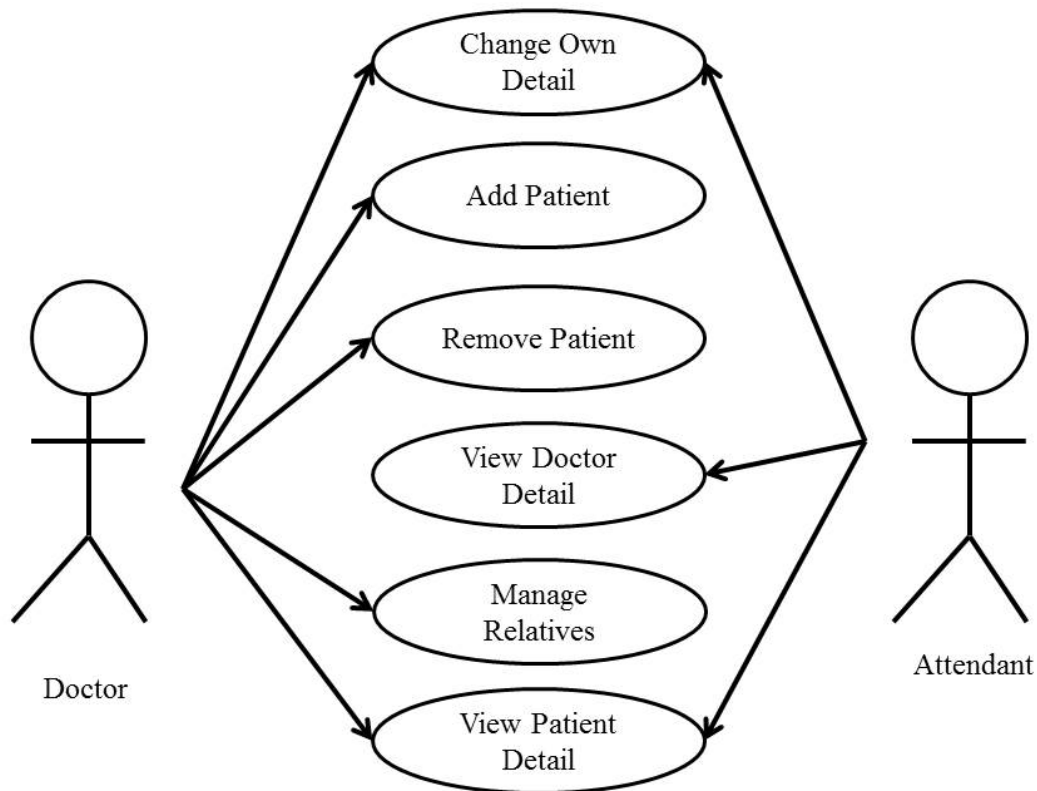 Change Own
Detail
Add Patient
Remove Patient
View Doctor
Detail
Manage
Relatives
View Patient
Detail
Doctor
Attendant